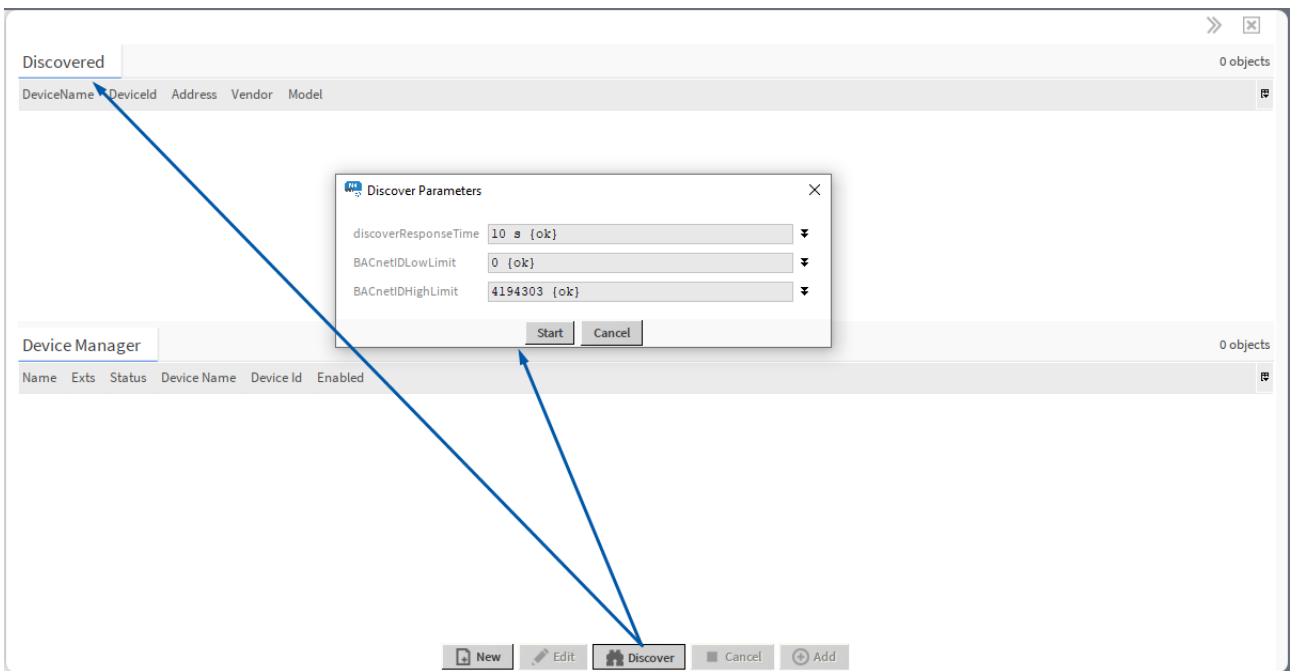 Discovered
0 objects
DeviceName DeviceId Address Vendor Model
N4 Discover Parameters
discoverResponseTime 10 s {ok}
BACnetIDLowLimit 0 {ok}
BACnetIDHighLimit 4194303 {ok}
Start Cancel
Device Manager
0 objects
Name Exts Status Device Name Device Id Enabled
New Edit Discover Cancel Add